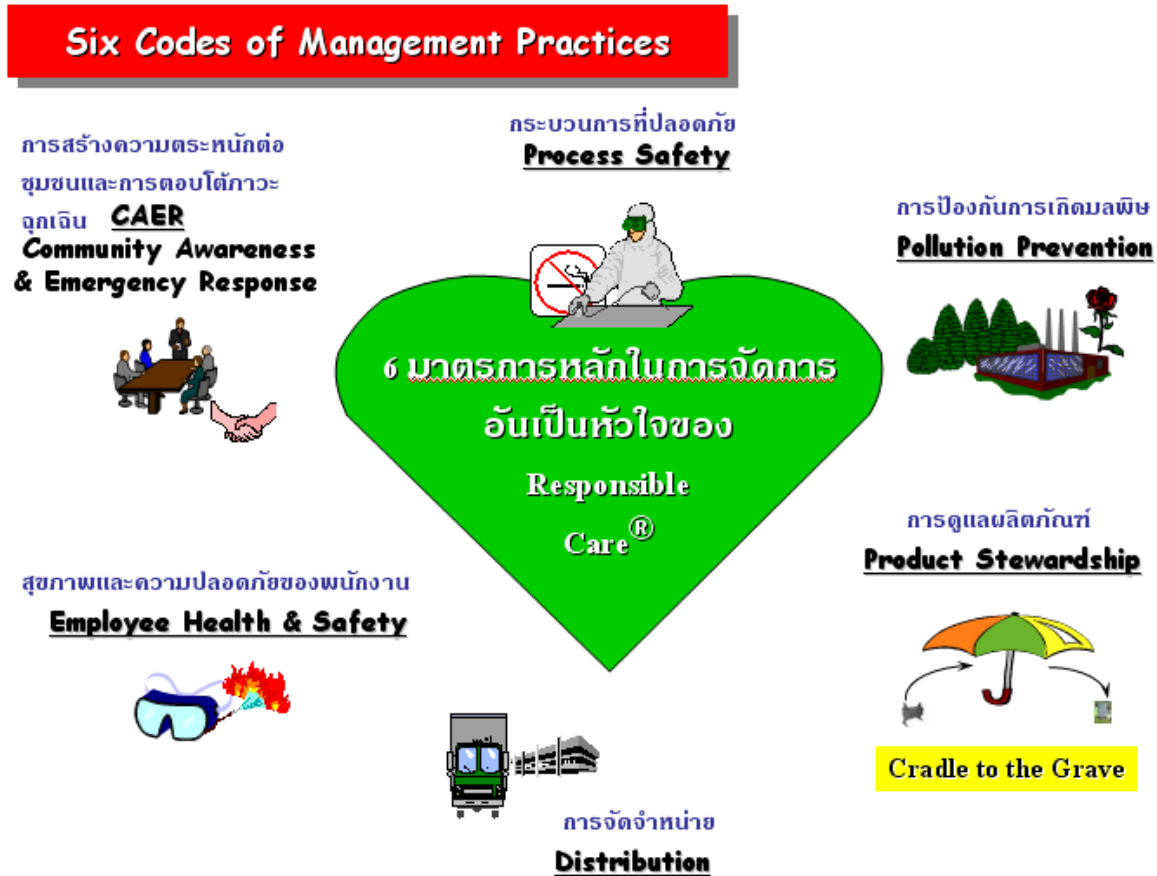 Six Codes of Management Practices
กระบวนการที่ปลอดภัย
Process Safety
การสร้างความตระหนักต่อ
ชุมชนและการตอบโต้ภาวะ
ฉุกเฉิน CAER
Community Awareness
& Emergency Response
การป้องกันการเกิดมลพิษ
Pollution Prevention
6 มาตรการหลักในการจัดการ
อันเป็นหัวใจของ
Responsible
Care®
การดูแลผลิตภัณฑ์
Product Stewardship
Cradle to the Grave
สุขภาพและความปลอดภัยของพนักงาน
Employee Health & Safety
การจัดจำหน่าย
Distribution